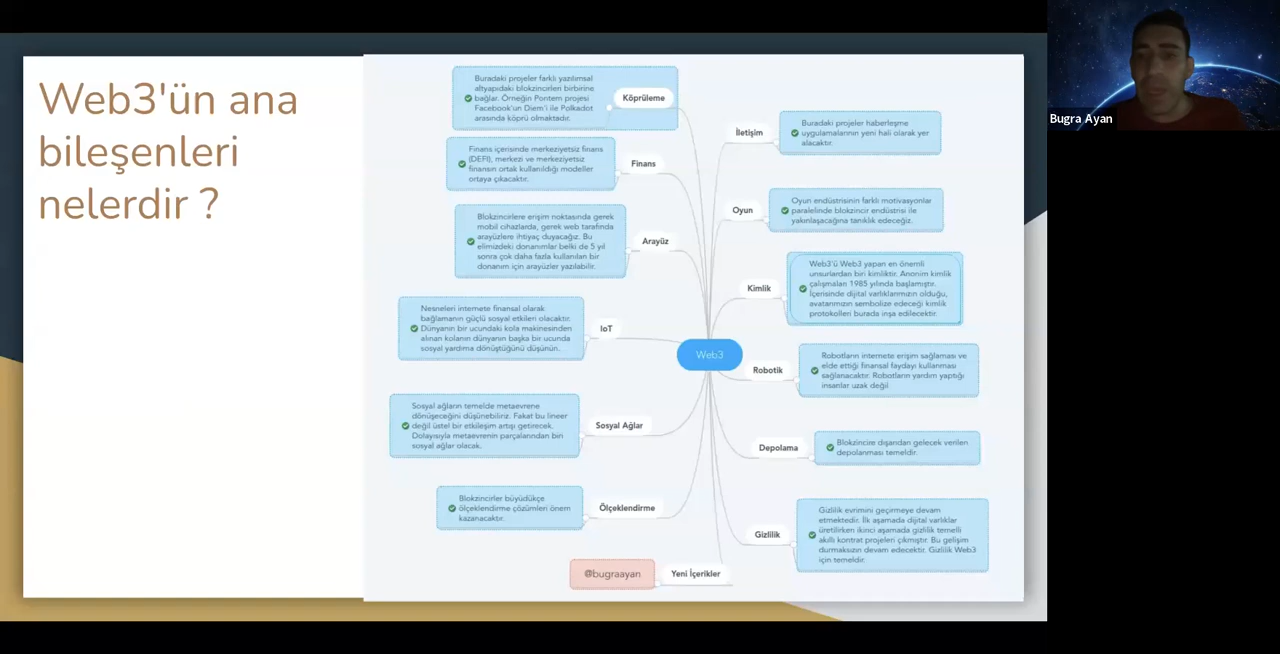 Web3'ün ana
bileşenleri
nelerdir ?
Buradaki projeler farklı yazılımsal
altyapıdaki blokzincirleri birbirine
bağlar. Örneğin Pontem projesi
Facebook'un Diem'i ile Polkadot
arasında köprü olmaktadır.
Köprüleme
Finans içerisinde merkeziyetsiz finans
(DEFI), merkezi ve merkeziyetsiz
finansın ortak kullanıldığı modeller
ortaya çıkacaktır.
Finans
Blokzincirlere erişim noktasında gerek
mobil cihazlarda, gerek web tarafında
arayüzlere ihtiyaç duyacağız. Bu
elimizdeki donanımlar belki de 5 yıl
sonra çok daha fazla kullanılan bir
donanım için arayüzler yazılabilir.
Arayüz
Nesneleri internete finansal olarak
bağlamanın güçlü sosyal etkileri olacaktır.
Dünyanın bir ucundaki kola makinesinden
alınan kolanın dünyanın başka bir ucunda
sosyal yardıma dönüştüğünü düşünün.
IoT
Sosyal ağların temelde metaevrene
dönüşeceğini düşünebiliriz. Fakat bu lineer
değil üstel bir etkileşim artışı getirecek.
Dolayısıyla metaevrenin parçalarından biri
sosyal ağlar olacak.
Sosyal Ağlar
Blokzincirler büyüdükçe
ölçeklendirme çözümleri önem
kazanacaktır.
Ölçeklendirme
@bugraayan
Yeni İçerikler
Web3
İletişim
Buradaki projeler haberleşme
uygulamalarının yeni hali olarak yer
alacaktır.
Oyun
Oyun endüstrisinin farklı motivasyonlar
paralelinde blokzincir endüstrisi ile
yakınlaşacağına tanıklık edeceğiz.
Kimlik
Web3'ü Web3 yapan en önemli
unsurlardan biri kimliktir. Anonim kimlik
çalışmaları 1985 yılında başlamıştır.
İçerisinde dijital varlıklarımızın olduğu,
avatarımızın sembolize edeceği kimlik
protokolleri burada inşa edilecektir.
Robotik
Robotların internete erişim sağlaması ve
elde ettiği finansal faydayı kullanması
sağlanacaktır. Robotların yardım yaptığı
insanlar uzak değil.
Depolama
Blokzincire dışarıdan gelecek verilen
depolanması temeldir.
Gizlilik
Gizlilik evrimini geçirmeye devam
etmektedir. İlk aşamada dijital varlıklar
üretilirken ikinci aşamada gizlilik temelli
akıllı kontrat projeleri çıkmıştır. Bu gelişim
durmaksızın devam edecektir. Gizlilik Web3
için temeldir.
Bugra Ayan